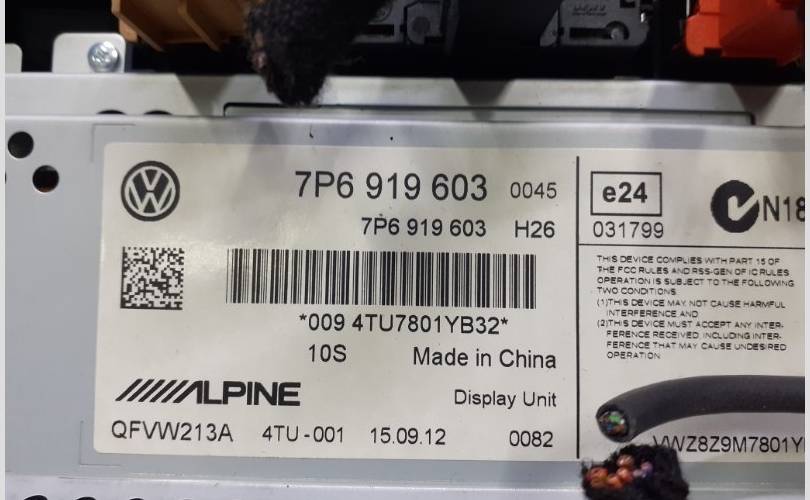 7P6 919 603 0045
7P6 919 603 H26
*009 4TU7801YB32*
10S Made in China
ALPINE Display Unit
QFVW213A 4TU-001 15.09.12 0082
e24
031799
N18
THIS DEVICE COMPLIES WITH PART 15 OF
THE FCC RULES AND RSS-GEN OF IC RULES
OPERATION IS SUBJECT TO THE FOLLOWING
TWO CONDITIONS
(1)THIS DEVICE MAY NOT CAUSE HARMFUL
INTERFERENCE AND
(2)THIS DEVICE MUST ACCEPT ANY INTER-
FERENCE RECEIVED, INCLUDING INTER-
FERENCE THAT MAY CAUSE UNDESIRED
OPERATION
VWZ8Z9M7801Y